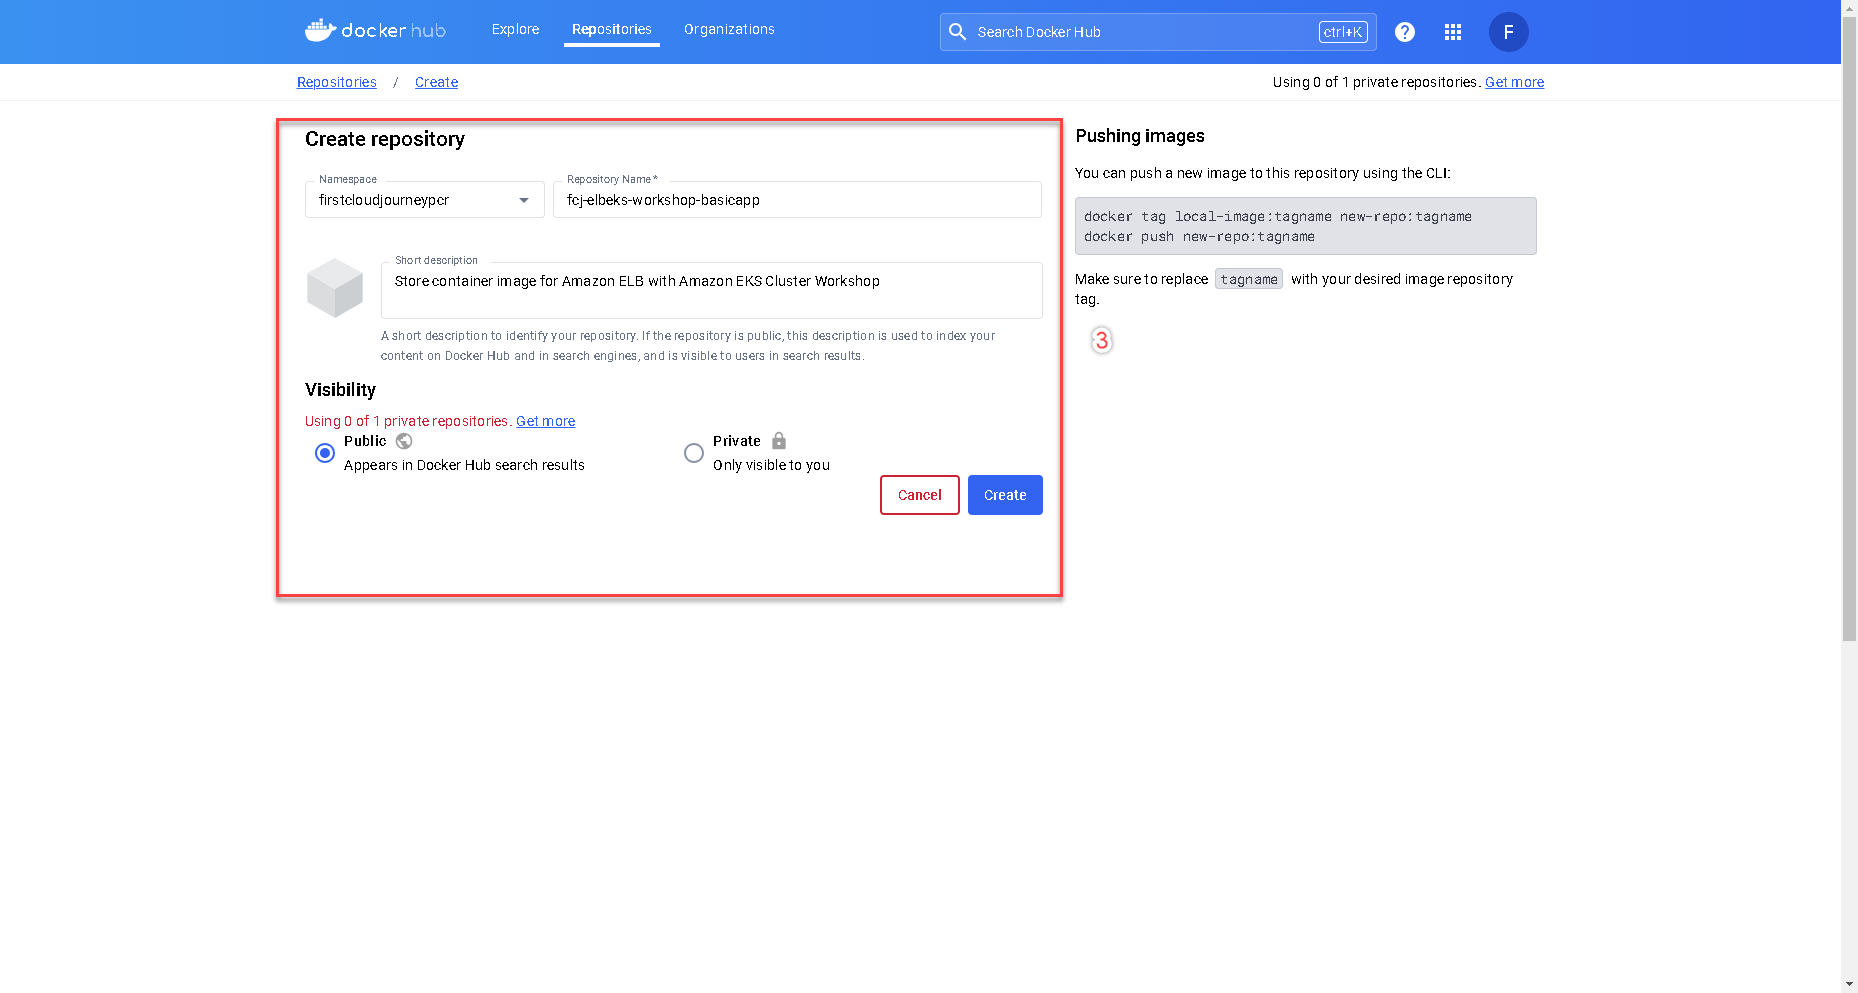 docker hub
Explore
Repositories
Organizations
Search Docker Hub
ctrl+K
?
F
Repositories / Create
Using 0 of 1 private repositories. Get more
Create repository
Namespace
firstcloudjourneypcr
Repository Name *
fcj-elbeks-workshop-basicapp
Short description
Store container image for Amazon ELB with Amazon EKS Cluster Workshop
A short description to identify your repository. If the repository is public, this description is used to index your
content on Docker Hub and in search engines, and is visible to users in search results.
Visibility
Using 0 of 1 private repositories. Get more
Public
Appears in Docker Hub search results
Private
Only visible to you
Cancel
Create
Pushing images
You can push a new image to this repository using the CLI:
docker tag local-image:tagname new-repo:tagname
docker push new-repo:tagname
Make sure to replace tagname with your desired image repository
tag.
3